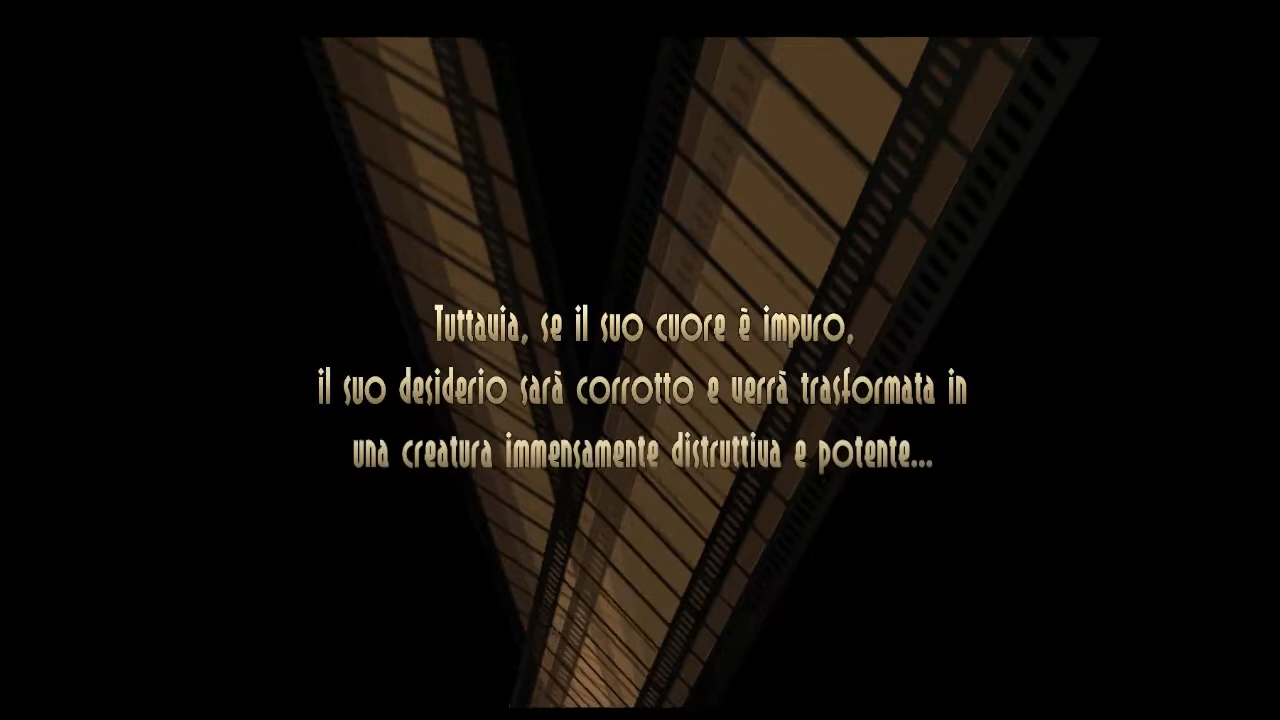 Tuttavia, se il suo cuore è impuro,
il suo desiderio sarà corrotto e verrà trasformata in
una creatura immensamente distruttiva e potente...